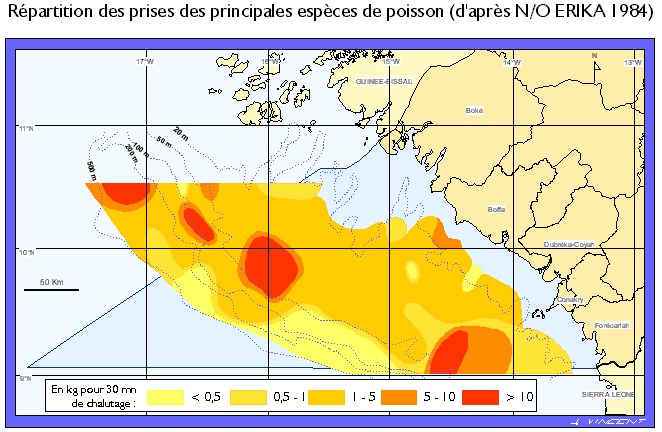 Répartition des prises des principales espèces de poisson (d'après N/O ERIKA 1984)
17°W
16°W
15°W
14°W
13°W
N
GUINEE-BISSAU
Boké
11°N
20 m
50 m
100 m
200 m
500 m
Boffa
10°N
Dubréka-Coyah
50 Km
Conakry
Forécariah
9°N
SIERRA LEONE
En kg pour 30 mn
de chalutage :
< 0,5
0,5 - 1
1 - 5
5 - 10
> 10
J. VINCENT